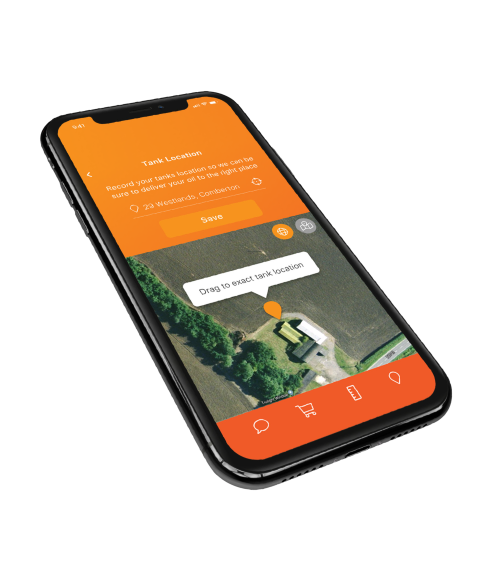 9:41
Tank Location
Record your tanks location so we can be
sure to deliver your oil to the right place
23 Westlands, Comberton
Save
Drag to exact tank location